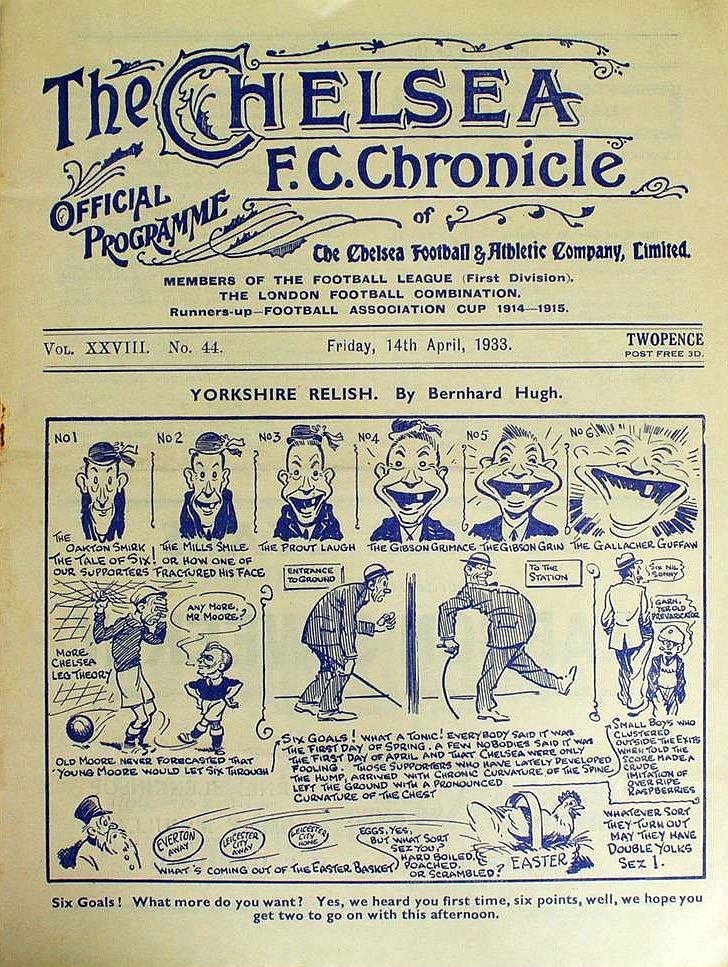 The CHELSEA
F.C. Chronicle
OFFICIAL
PROGRAMME
of
The Chelsea Football & Athletic Company, Limited.
MEMBERS OF THE FOOTBALL LEAGUE (First Division).
THE LONDON FOOTBALL COMBINATION.
Runners-up—FOOTBALL ASSOCIATION CUP 1914—1915.
VOL. XXVIII. No. 44.
Friday, 14th April, 1933.
TWOPENCE
POST FREE 3D.
YORKSHIRE RELISH. By Bernhard Hugh.
No 1
No 2
No 3
No 4
No 5
No 6
THE OAKTON SMIRK
THE MILLS SMILE
THE PROUT LAUGH
THE GIBSON GRIMACE
THE GIBSON GRIN
THE GALLACHER GUFFAW
THE TALE OF SIX! OR HOW ONE OF
OUR SUPPORTERS FRACTURED HIS FACE
MORE
CHELSEA
LEG THEORY
ANY MORE,
MR MOORE?
OLD MOORE NEVER FORECASTED THAT
YOUNG MOORE WOULD LET SIX THROUGH
ENTRANCE
TO GROUND
TO THE
STATION
SIX GOALS! WHAT A TONIC! EVERYBODY SAID IT WAS
THE FIRST DAY OF SPRING. A FEW NOBODIES SAID IT WAS
THE FIRST DAY OF APRIL AND THAT CHELSEA WERE ONLY
FOOLING. THOSE SUPPORTERS WHO HAVE LATELY DEVELOPED
THE HUMP, ARRIVED WITH CHRONIC CURVATURE OF THE SPINE,
LEFT THE GROUND WITH A PRONOUNCED
CURVATURE OF THE CHEST
SIX NIL
SONNY
GARN,
YER OLD
PREVARICATOR
SMALL BOYS WHO
CLUSTERED
OUTSIDE THE EXITS
WHEN TOLD THE
SCORE MADE A
CRUDE
IMITATION OF
OVER RIPE
RASPBERRIES
EVERTON
AWAY
LEICESTER
CITY
AWAY
LEICESTER
CITY
HOME
WHAT'S COMING OUT OF THE EASTER BASKET?
EGGS, YES,
BUT WHAT SORT
SEZ YOU?
HARD BOILED,
POACHED.
OR SCRAMBLED?
EASTER
WHATEVER SORT
THEY TURN OUT
MAY THEY HAVE
DOUBLE YOLKS
SEZ I.
Six Goals! What more do you want? Yes, we heard you first time, six points, well, we hope you
get two to go on with this afternoon.